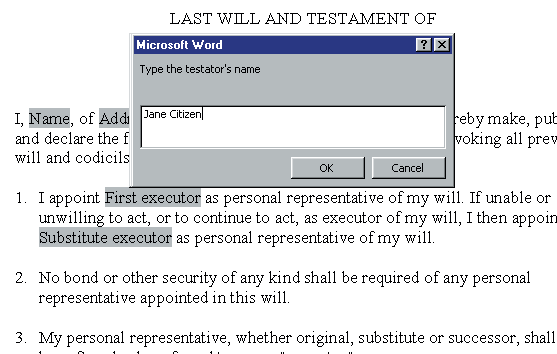 LAST WILL AND TESTAMENT OF
Microsoft Word
Type the testator's name
Jane Citizen
OK Cancel
I, Name, of Addr reby make, pub
and declare the f voking all prev
will and codicils
1. I appoint First executor as personal representative of my will. If unable or
unwilling to act, or to continue to act, as executor of my will, I then appoin
Substitute executor as personal representative of my will.
2. No bond or other security of any kind shall be required of any personal
representative appointed in this will.
3. My personal representative, whether original, substitute or successor, shall